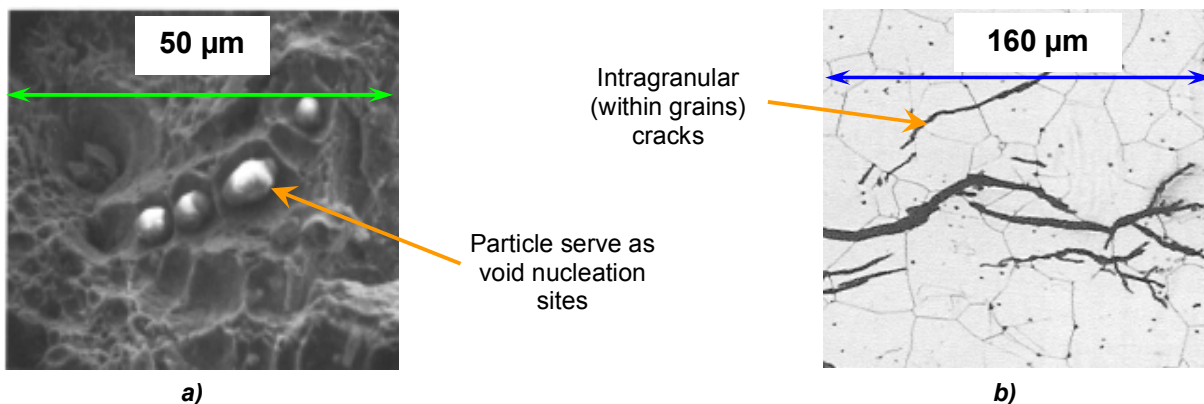 50 µm
160 µm
Intragranular
(within grains)
cracks
Particle serve as
void nucleation
sites
a)
b)